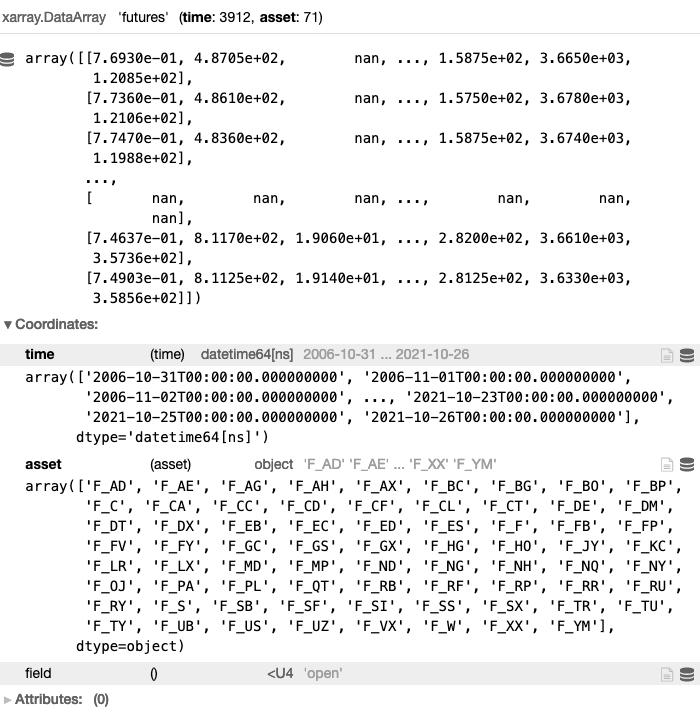 xarray.DataArray 'futures' (time: 3912, asset: 71)
array([[7.6930e-01, 4.8705e+02, nan, ..., 1.5875e+02, 3.6650e+03,
1.2085e+02],
[7.7360e-01, 4.8610e+02, nan, ..., 1.5750e+02, 3.6780e+03,
1.2106e+02],
[7.7470e-01, 4.8360e+02, nan, ..., 1.5875e+02, 3.6740e+03,
1.1988e+02],
...,
[ nan, nan, nan, ..., nan, nan,
nan],
[7.4637e-01, 8.1170e+02, 1.9060e+01, ..., 2.8200e+02, 3.6610e+03,
3.5736e+02],
[7.4903e-01, 8.1125e+02, 1.9140e+01, ..., 2.8125e+02, 3.6330e+03,
3.5856e+02]])
▼ Coordinates:
time (time) datetime64[ns] 2006-10-31 ... 2021-10-26
array(['2006-10-31T00:00:00.000000000', '2006-11-01T00:00:00.000000000',
'2006-11-02T00:00:00.000000000', ..., '2021-10-23T00:00:00.000000000',
'2021-10-25T00:00:00.000000000', '2021-10-26T00:00:00.000000000'],
dtype='datetime64[ns]')
asset (asset) object 'F_AD' 'F_AE' ... 'F_XX' 'F_YM'
array(['F_AD', 'F_AE', 'F_AG', 'F_AH', 'F_AX', 'F_BC', 'F_BG', 'F_BO', 'F_BP',
'F_C', 'F_CA', 'F_CC', 'F_CD', 'F_CF', 'F_CL', 'F_CT', 'F_DE', 'F_DM',
'F_DT', 'F_DX', 'F_EB', 'F_EC', 'F_ED', 'F_ES', 'F_F', 'F_FB', 'F_FP',
'F_FV', 'F_FY', 'F_GC', 'F_GS', 'F_GX', 'F_HG', 'F_HO', 'F_JY', 'F_KC',
'F_LR', 'F_LX', 'F_MD', 'F_MP', 'F_ND', 'F_NG', 'F_NH', 'F_NQ', 'F_NY',
'F_OJ', 'F_PA', 'F_PL', 'F_QT', 'F_RB', 'F_RF', 'F_RP', 'F_RR', 'F_RU',
'F_RY', 'F_S', 'F_SB', 'F_SF', 'F_SI', 'F_SS', 'F_SX', 'F_TR', 'F_TU',
'F_TY', 'F_UB', 'F_US', 'F_UZ', 'F_VX', 'F_W', 'F_XX', 'F_YM'],
dtype=object)
field () <U4 'open'
► Attributes: (0)